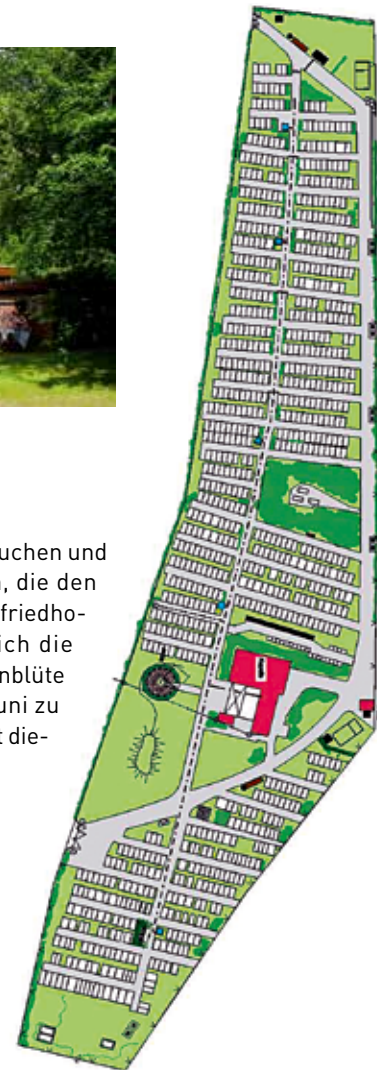 uchen und
, die den
friedho-
ich die
nblüte
uni zu
t die-